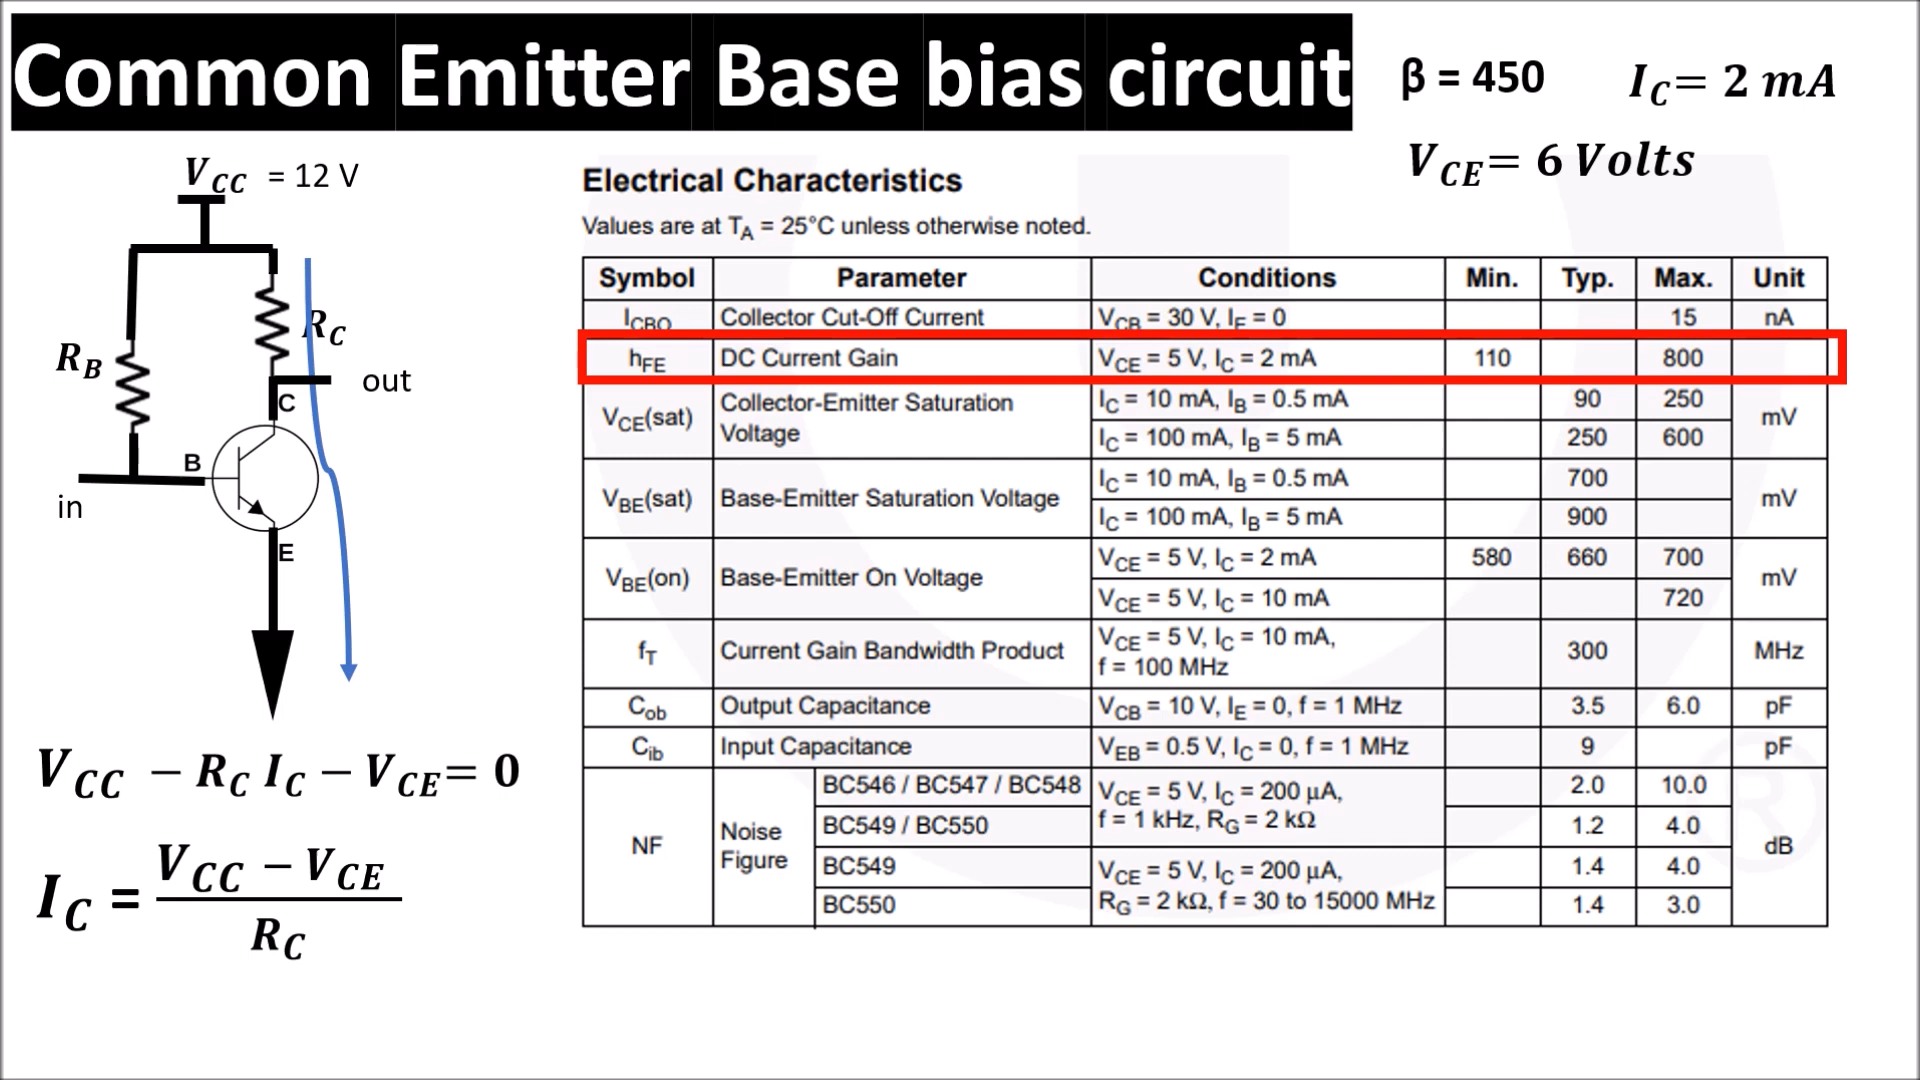 Common Emitter Base bias circuit
β = 450
I_C = 2 mA
V_CE = 6 Volts
V_CC = 12 V
R_C
R_B
out
C
B
in
E
V_CC − R_C I_C − V_CE = 0
I_C = (V_CC − V_CE) / R_C
Electrical Characteristics
Values are at T_A = 25°C unless otherwise noted.
Symbol Parameter Conditions Min. Typ. Max. Unit
I_CBO Collector Cut-Off Current V_CB = 30 V, I_E = 0 15 nA
h_FE DC Current Gain V_CE = 5 V, I_C = 2 mA 110 800
V_CE(sat) Collector-Emitter Saturation Voltage I_C = 10 mA, I_B = 0.5 mA 90 250 mV
I_C = 100 mA, I_B = 5 mA 250 600
V_BE(sat) Base-Emitter Saturation Voltage I_C = 10 mA, I_B = 0.5 mA 700 mV
I_C = 100 mA, I_B = 5 mA 900
V_BE(on) Base-Emitter On Voltage V_CE = 5 V, I_C = 2 mA 580 660 700 mV
V_CE = 5 V, I_C = 10 mA 720
f_T Current Gain Bandwidth Product V_CE = 5 V, I_C = 10 mA, f = 100 MHz 300 MHz
C_ob Output Capacitance V_CB = 10 V, I_E = 0, f = 1 MHz 3.5 6.0 pF
C_ib Input Capacitance V_EB = 0.5 V, I_C = 0, f = 1 MHz 9 pF
NF Noise Figure BC546 / BC547 / BC548 V_CE = 5 V, I_C = 200 μA, f = 1 kHz, R_G = 2 kΩ 2.0 10.0 dB
BC549 / BC550 1.2 4.0
BC549 V_CE = 5 V, I_C = 200 μA, R_G = 2 kΩ, f = 30 to 15000 MHz 1.4 4.0
BC550 1.4 3.0
®